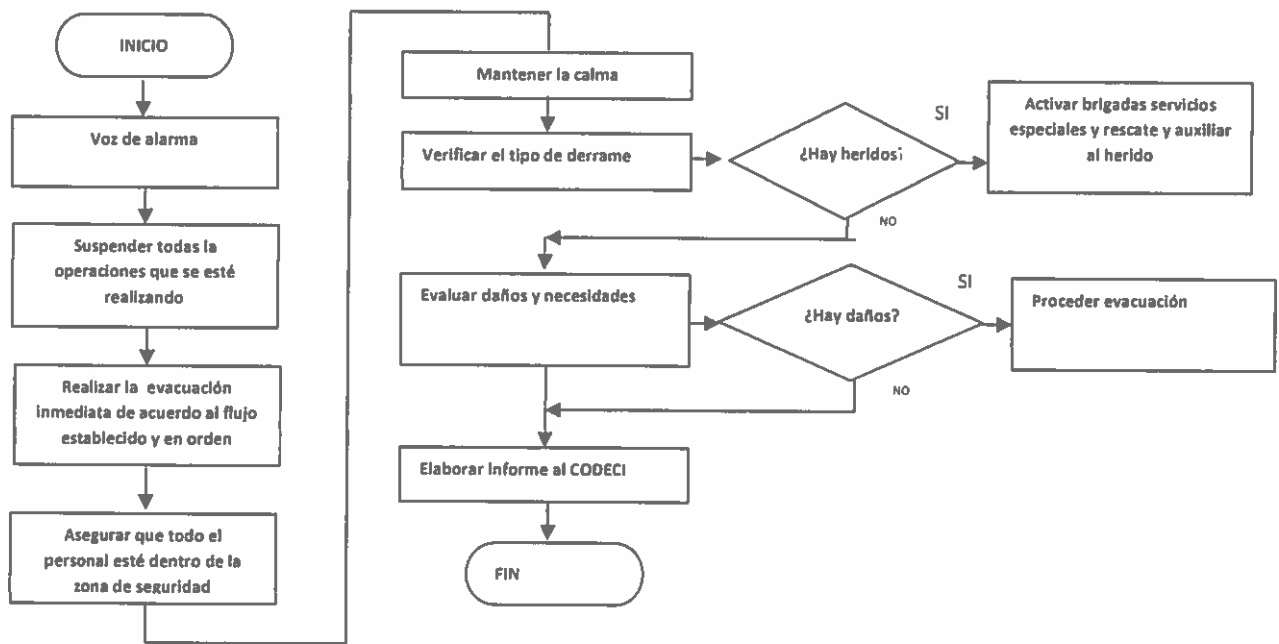 INICIO
Voz de alarma
Suspender todas la
operaciones que se esté
realizando
Realizar la evacuación
inmediata de acuerdo al flujo
establecido y en orden
Asegurar que todo el
personal esté dentro de la
zona de seguridad
Mantener la calma
Verificar el tipo de derrame
¿Hay heridos?
SI
Activar brigadas servicios
especiales y rescate y auxiliar
al herido
NO
Evaluar daños y necesidades
¿Hay daños?
SI
Proceder evacuación
NO
Elaborar Informe al CODECI
FIN